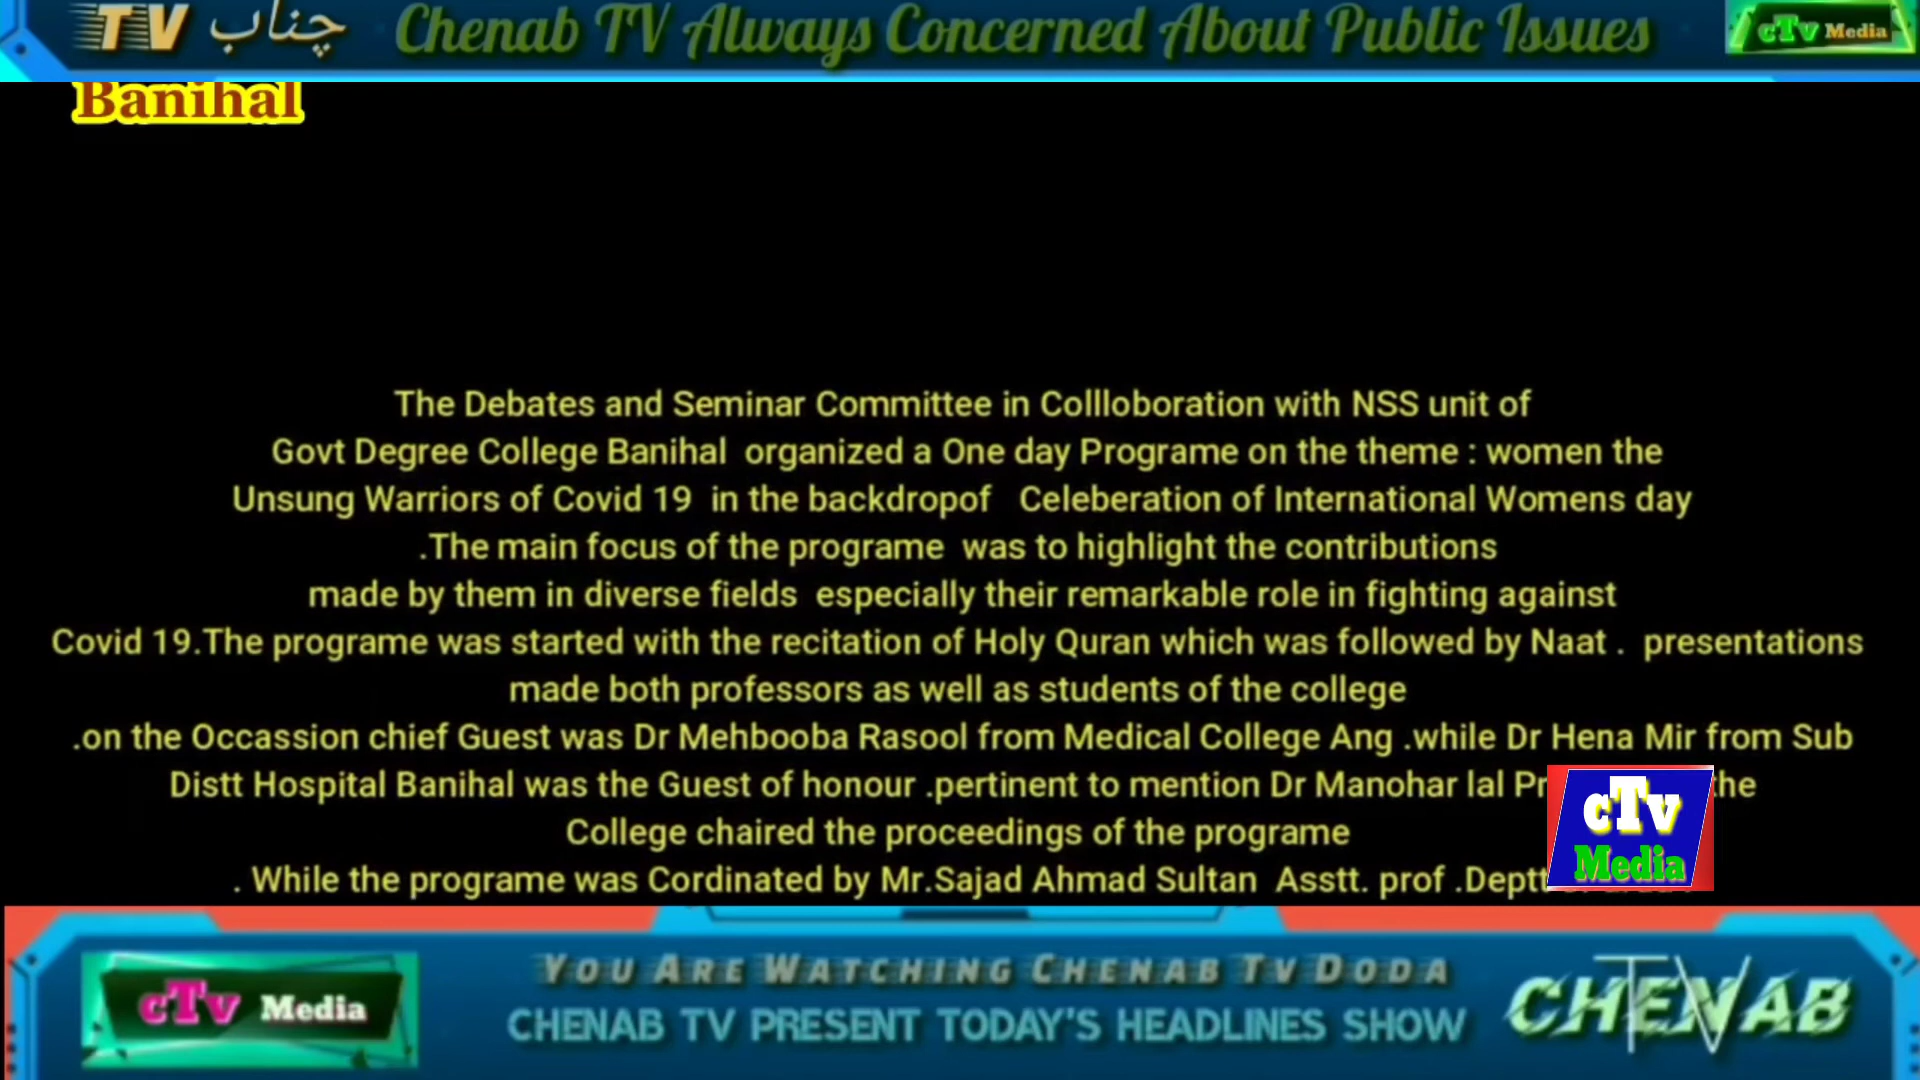 TV چناب Chenab TV Always Concerned About Public Issues cTv Media
Banihal
The Debates and Seminar Committee in Collloboration with NSS unit of
Govt Degree College Banihal organized a One day Programe on the theme : women the
Unsung Warriors of Covid 19 in the backdropof Celeberation of International Womens day
.The main focus of the programe was to highlight the contributions
made by them in diverse fields especially their remarkable role in fighting against
Covid 19.The programe was started with the recitation of Holy Quran which was followed by Naat . presentations
made both professors as well as students of the college
.on the Occassion chief Guest was Dr Mehbooba Rasool from Medical College Ang .while Dr Hena Mir from Sub
Distt Hospital Banihal was the Guest of honour .pertinent to mention Dr Manohar lal the
College chaired the proceedings of the programe
. While the programe was Cordinated by Mr.Sajad Ahmad Sultan Asstt. prof .Deptt
cTv
Media
You Are Watching Chenab Tv Doda
cTv Media
CHENAB TV PRESENT TODAY'S HEADLINES SHOW
CHENAB TV